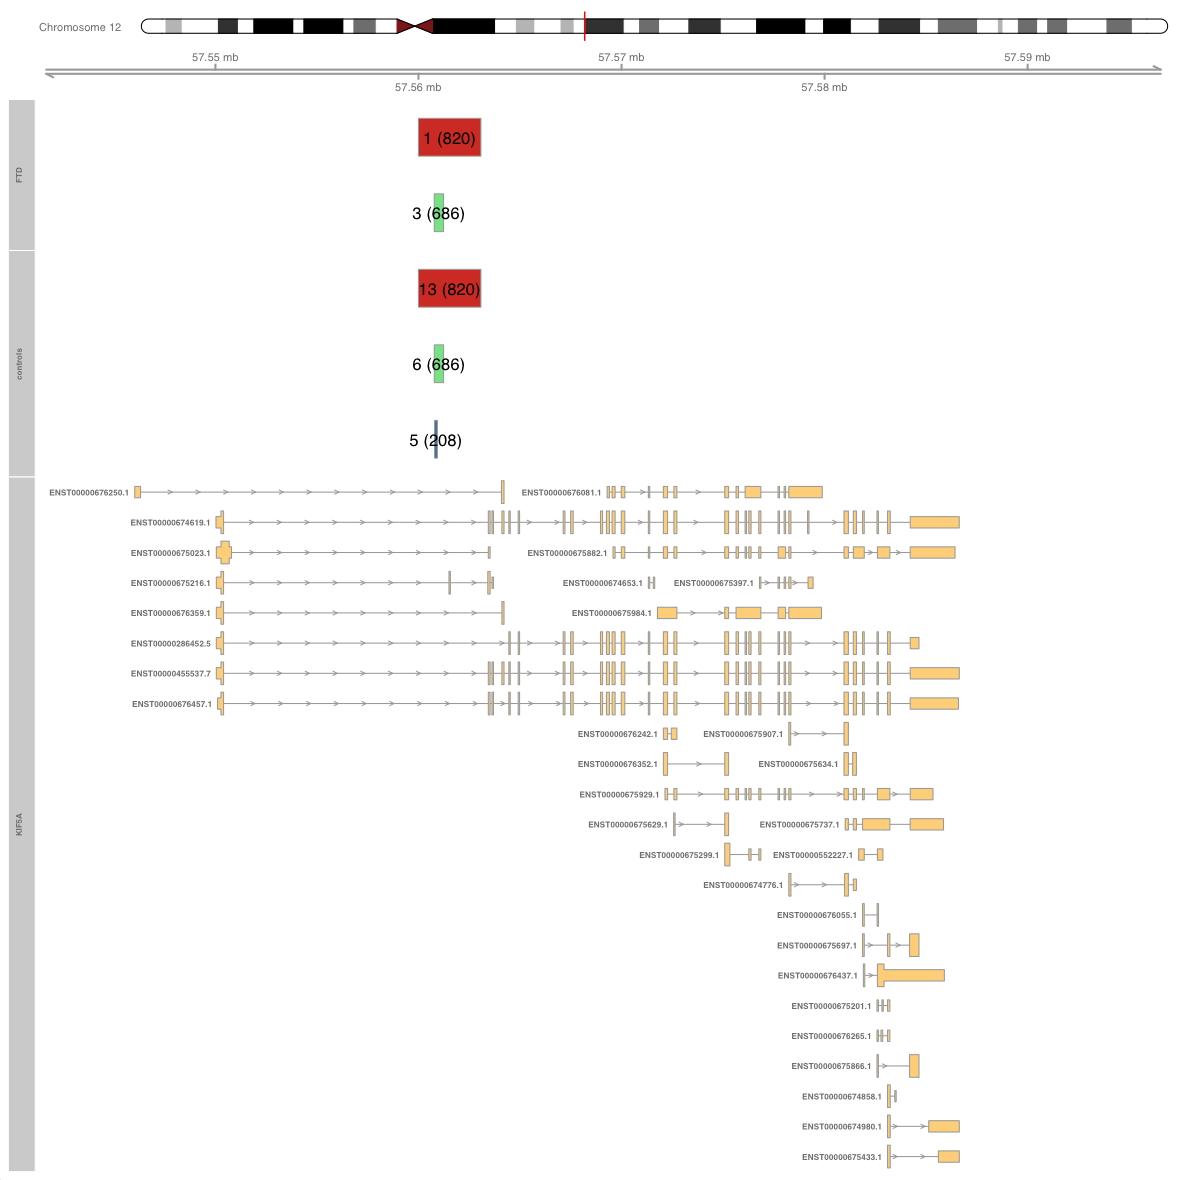 Chromosome 12
57.55 mb
57.57 mb
57.59 mb
57.56 mb
57.58 mb
FTD
1 (820)
3 (686)
controls
13 (820)
6 (686)
5 (208)
KIF5A
ENST00000676250.1
ENST00000676081.1
ENST00000674619.1
ENST00000675023.1
ENST00000675882.1
ENST00000675216.1
ENST00000674653.1
ENST00000675397.1
ENST00000676359.1
ENST00000675984.1
ENST00000286452.5
ENST00000455537.7
ENST00000676457.1
ENST00000676242.1
ENST00000675907.1
ENST00000676352.1
ENST00000675634.1
ENST00000675929.1
ENST00000675629.1
ENST00000675737.1
ENST00000675299.1
ENST00000552227.1
ENST00000674776.1
ENST00000676055.1
ENST00000675697.1
ENST00000676437.1
ENST00000675201.1
ENST00000676265.1
ENST00000675866.1
ENST00000674858.1
ENST00000674980.1
ENST00000675433.1